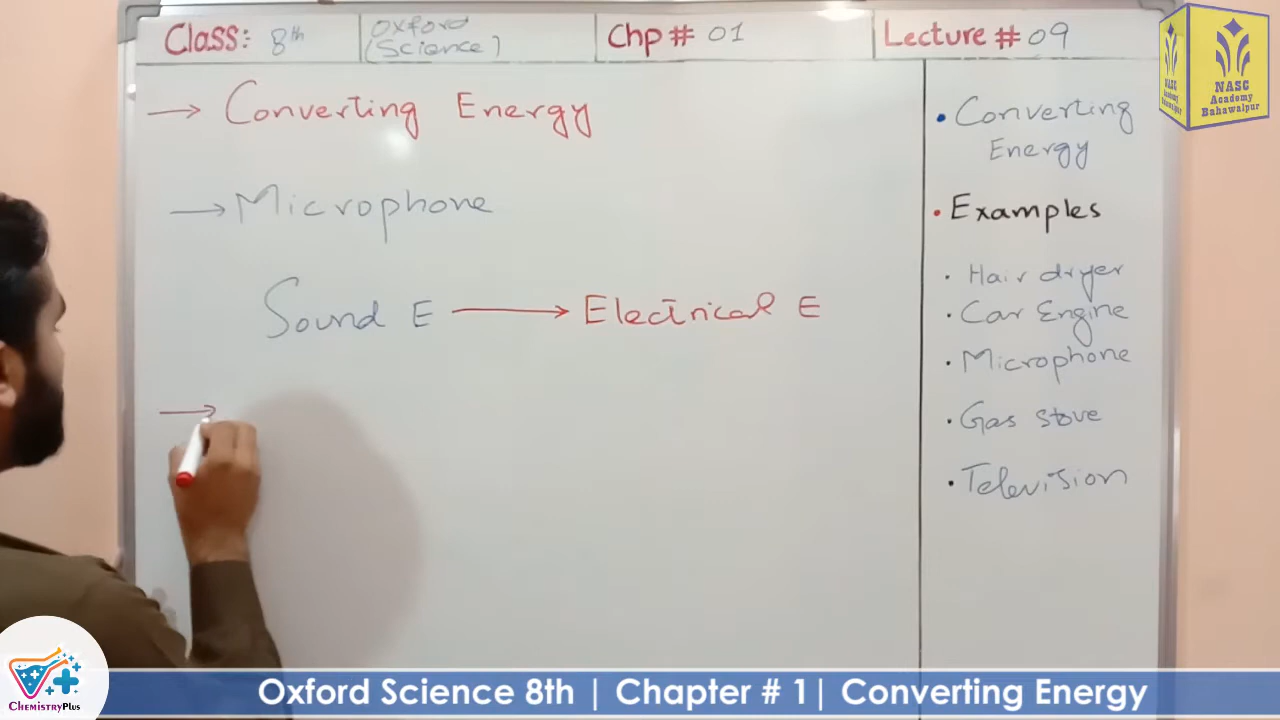 Class: 8th
Oxford
(Science)
Chp # 01
Lecture # 09
NASC
Academy
Bahawalpur
→ Converting Energy
→ Microphone
Sound E → Electrical E
→
• Converting
Energy
• Examples
· Hair dryer
· Car Engine
· Microphone
· Gas stove
· Television
ChemistryPlus
Oxford Science 8th | Chapter # 1| Converting Energy